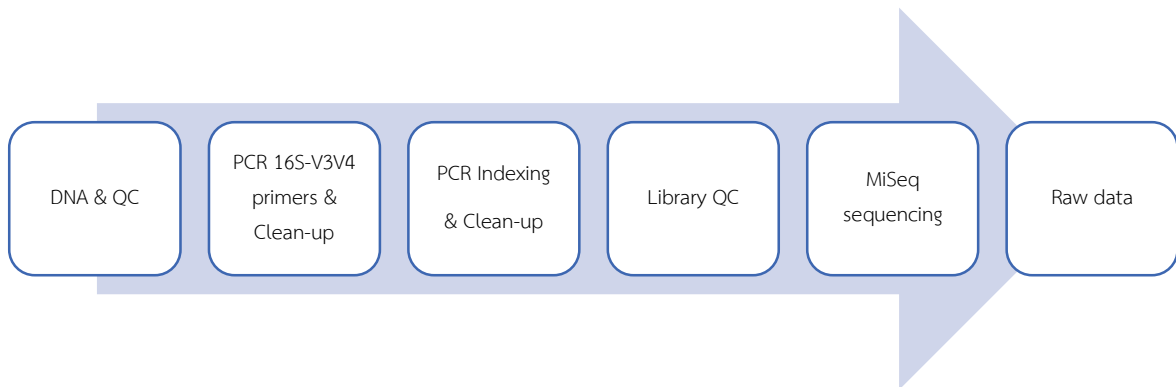 DNA & QC
PCR 16S-V3V4
primers &
Clean-up
PCR Indexing
& Clean-up
Library QC
MiSeq
sequencing
Raw data